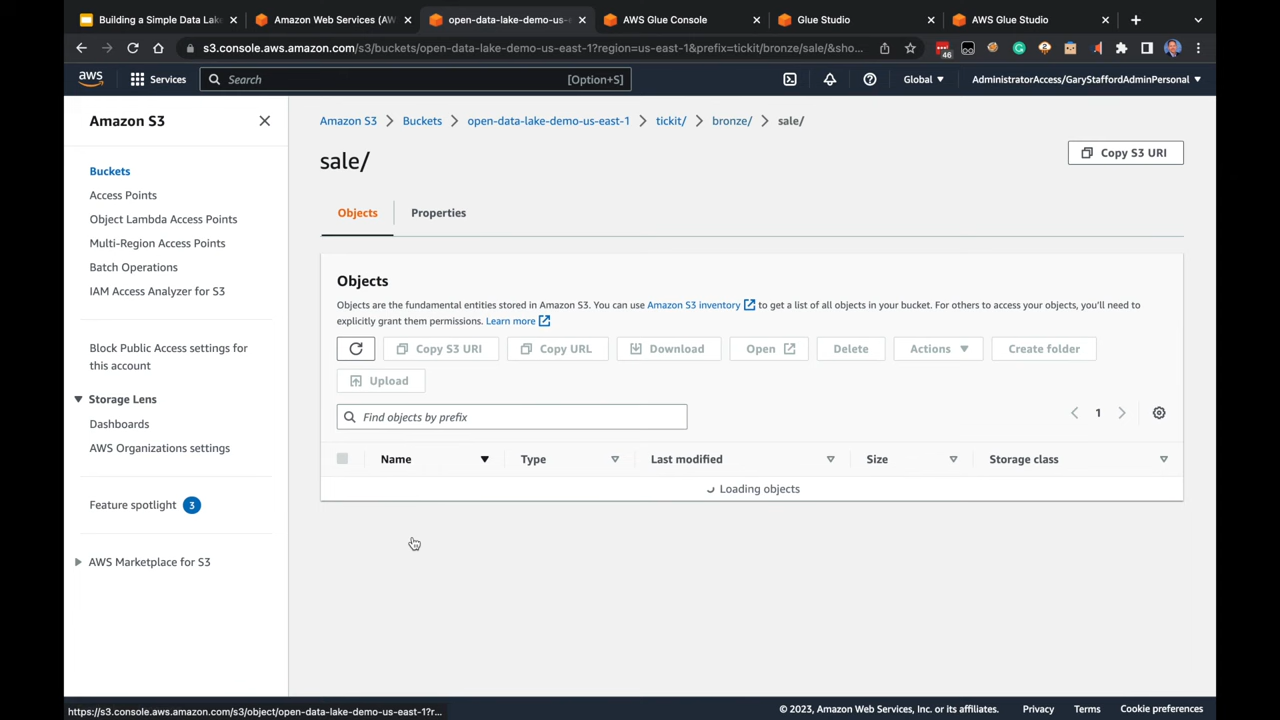 Building a Simple Data Lake
Amazon Web Services (AW
open-data-lake-demo-us-e
AWS Glue Console
Glue Studio
AWS Glue Studio
s3.console.aws.amazon.com/s3/buckets/open-data-lake-demo-us-east-1?region=us-east-1&prefix=tickit/bronze/sale/&sho...
46
aws
Services
Search
[Option+S]
Global
AdministratorAccess/GaryStaffordAdminPersonal
Amazon S3
Buckets
Access Points
Object Lambda Access Points
Multi-Region Access Points
Batch Operations
IAM Access Analyzer for S3
Block Public Access settings for
this account
Storage Lens
Dashboards
AWS Organizations settings
Feature spotlight 3
AWS Marketplace for S3
Amazon S3 > Buckets > open-data-lake-demo-us-east-1 > tickit/ > bronze/ > sale/
sale/
Copy S3 URI
Objects
Properties
Objects
Objects are the fundamental entities stored in Amazon S3. You can use Amazon S3 inventory to get a list of all objects in your bucket. For others to access your objects, you'll need to
explicitly grant them permissions. Learn more
Copy S3 URI
Copy URL
Download
Open
Delete
Actions
Create folder
Upload
Find objects by prefix
1
Name
Type
Last modified
Size
Storage class
Loading objects
https://s3.console.aws.amazon.com/s3/object/open-data-lake-demo-us-east-1?r...
© 2023, Amazon Web Services, Inc. or its affiliates.
Privacy
Terms
Cookie preferences